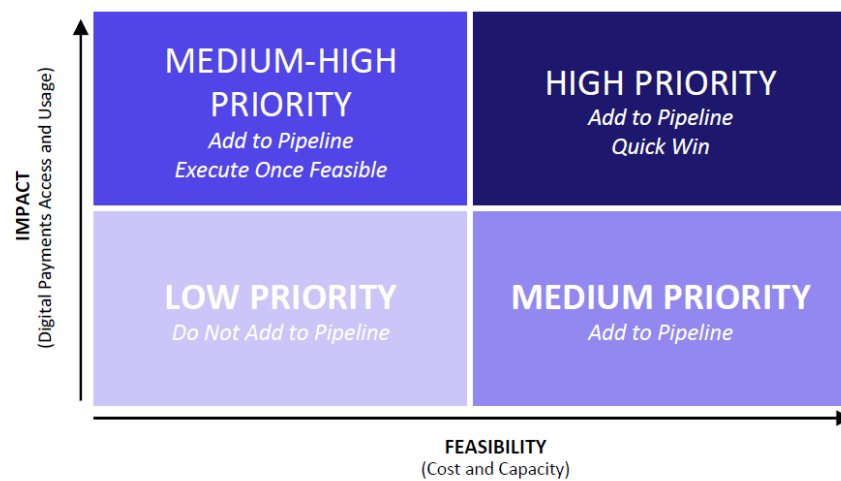 IMPACT
(Digital Payments Access and Usage)
MEDIUM-HIGH
PRIORITY
Add to Pipeline
Execute Once Feasible
HIGH PRIORITY
Add to Pipeline
Quick Win
LOW PRIORITY
Do Not Add to Pipeline
MEDIUM PRIORITY
Add to Pipeline
FEASIBILITY
(Cost and Capacity)